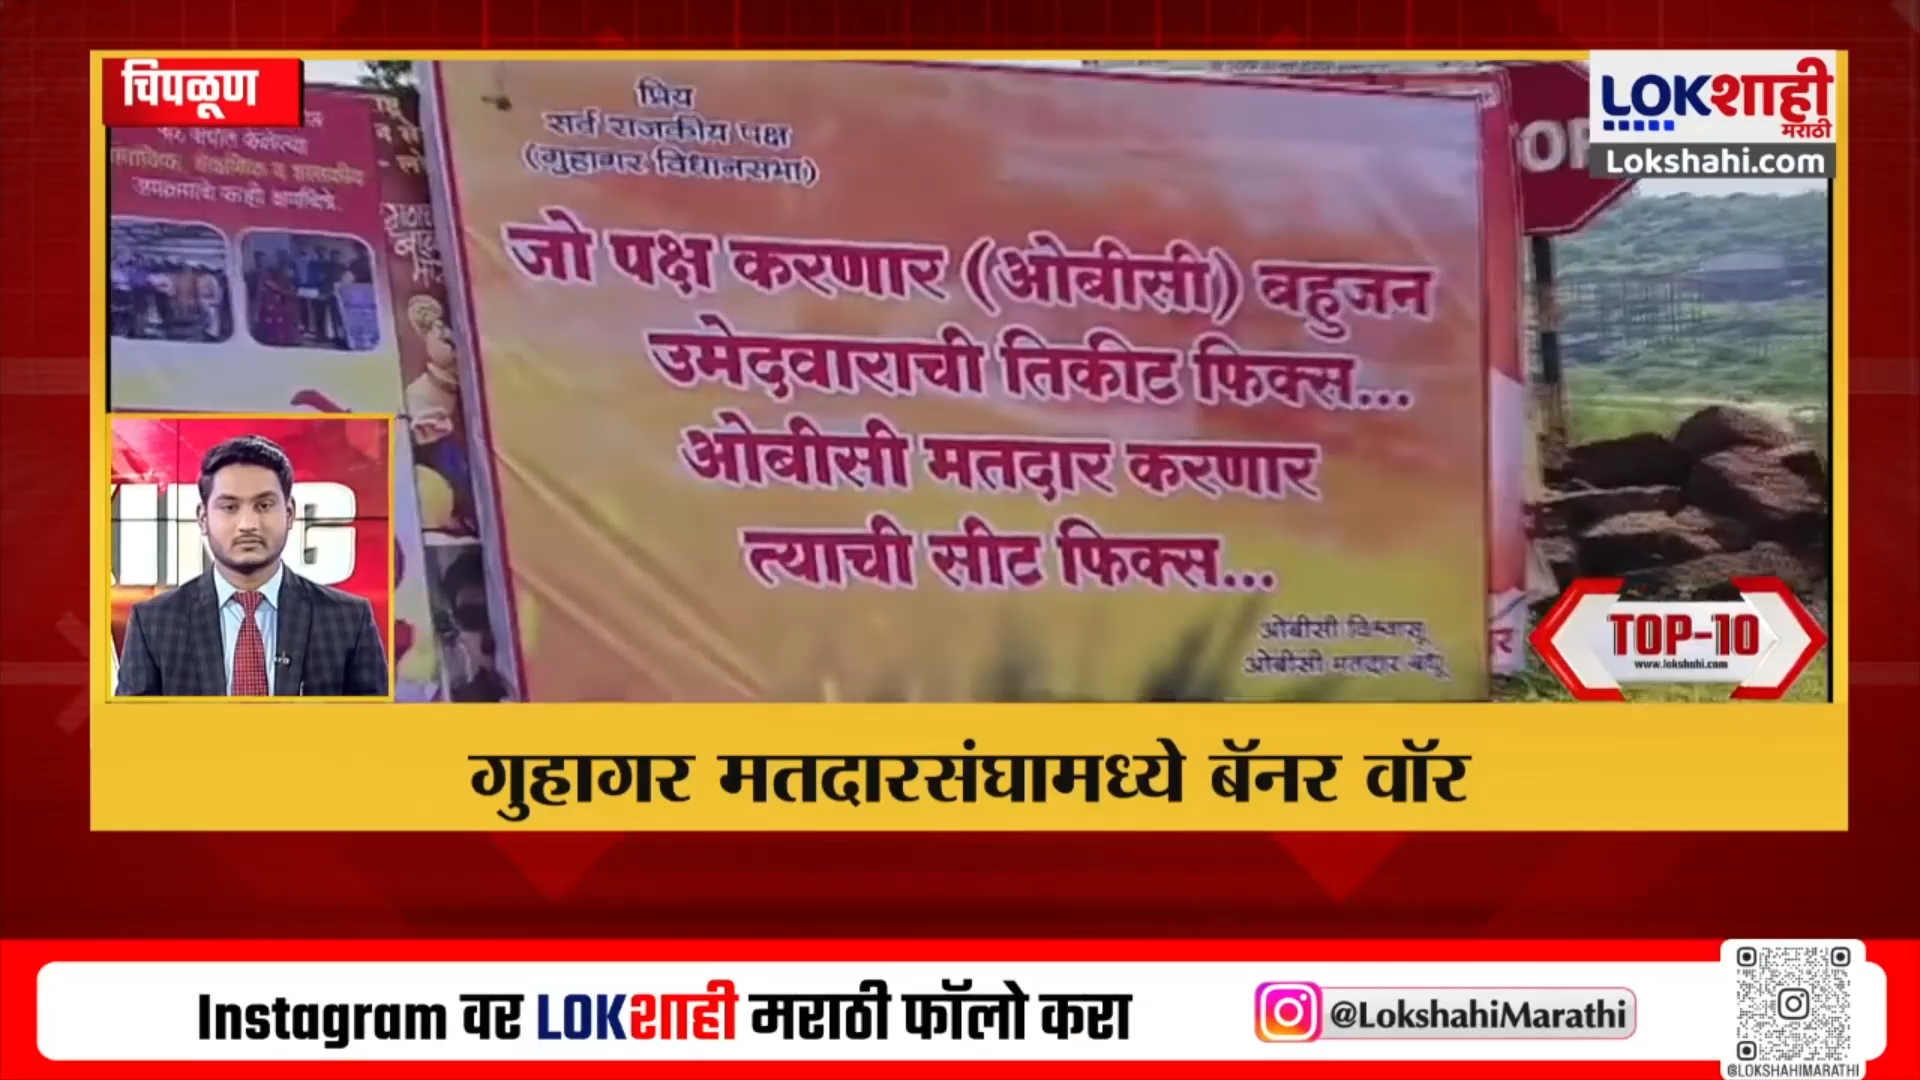 चिपळूण
LOKशाही
मराठी
Lokshahi.com
प्रिय
सर्व राजकीय पक्ष
(गुहागर विधानसभा)
जो पक्ष करणार (ओबीसी) बहुजन
उमेदवाराची तिकीट फिक्स...
ओबीसी मतदार करणार
त्याची सीट फिक्स...
ओबीसी
ओबीसी मतदार बंधू
TOP-10
www.lokshahi.com
गुहागर मतदारसंघामध्ये बॅनर वॉर
Instagram वर LOKशाही मराठी फॉलो करा
@LokshahiMarathi
@LOKSHAHIMARATHI